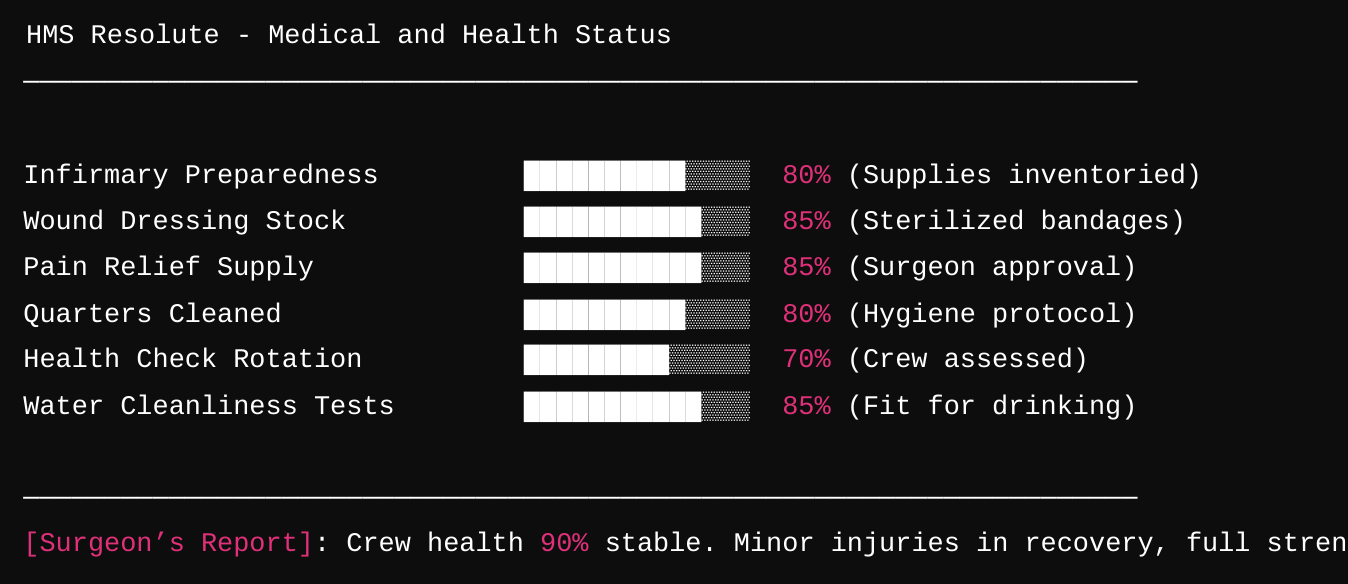 HMS Resolute - Medical and Health Status
Infirmary Preparedness 80% (Supplies inventoried)
Wound Dressing Stock 85% (Sterilized bandages)
Pain Relief Supply 85% (Surgeon approval)
Quarters Cleaned 80% (Hygiene protocol)
Health Check Rotation 70% (Crew assessed)
Water Cleanliness Tests 85% (Fit for drinking)
[Surgeon’s Report]: Crew health 90% stable. Minor injuries in recovery, full